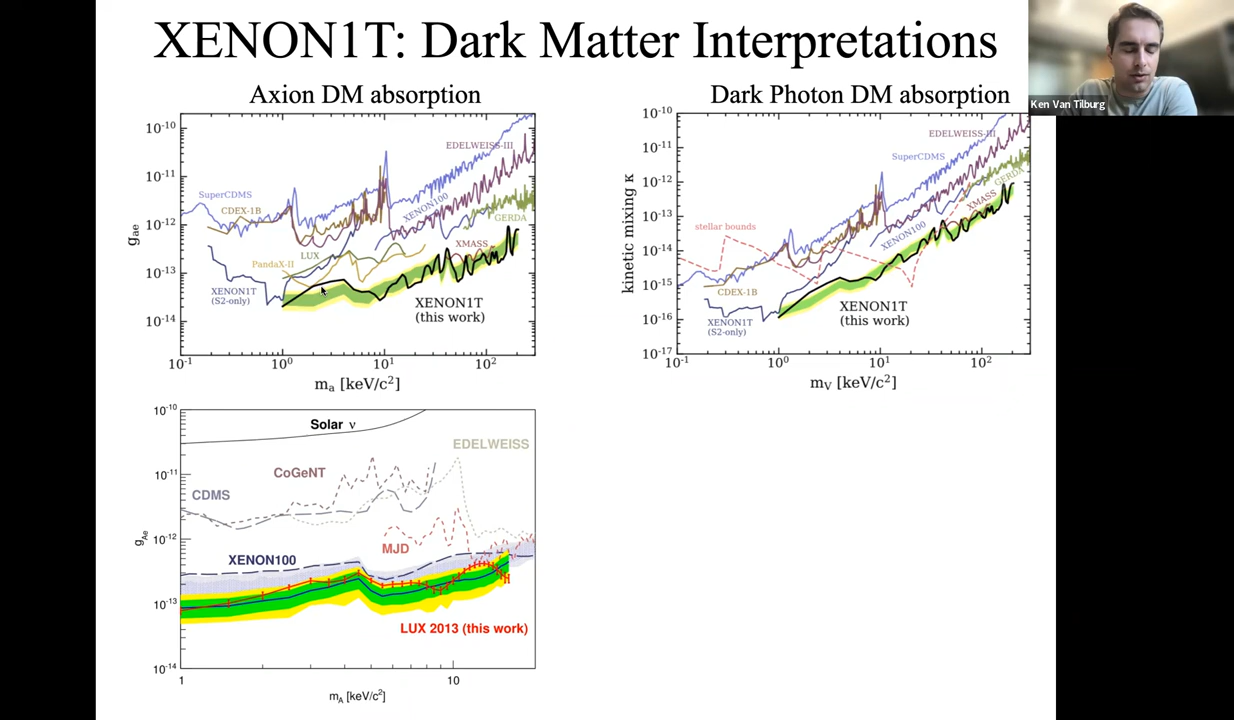 XENON1T: Dark Matter Interpretations
Ken Van Tilburg
Axion DM absorption
10⁻¹⁰
10⁻¹¹
10⁻¹²
10⁻¹³
10⁻¹⁴
gae
SuperCDMS
CDEX-1B
EDELWEISS-III
XENON100
GERDA
LUX
XMASS
PandaX-II
XENON1T
(S2-only)
XENON1T
(this work)
10⁻¹
10⁰
10¹
10²
ma [keV/c²]
Dark Photon DM absorption
10⁻¹⁰
10⁻¹¹
10⁻¹²
10⁻¹³
10⁻¹⁴
10⁻¹⁵
10⁻¹⁶
10⁻¹⁷
kinetic mixing κ
EDELWEISS-III
SuperCDMS
GERDA
XMASS
stellar bounds
XENON100
CDEX-1B
XENON1T
(S2-only)
XENON1T
(this work)
10⁻¹
10⁰
10¹
10²
mV [keV/c²]
10⁻¹⁰
10⁻¹¹
10⁻¹²
10⁻¹³
10⁻¹⁴
gAe
Solar ν
EDELWEISS
CoGeNT
CDMS
MJD
XENON100
LUX 2013 (this work)
1
10
mA [keV/c²]